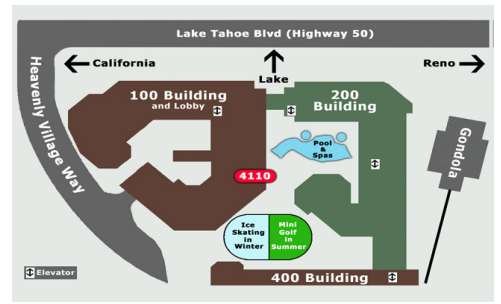 Lake Tahoe Blvd (Highway 50)
California
Lake
Reno
Heavenly Village Way
100 Building
and Lobby
200
Building
Pool
&
Spas
Gondola
4110
Ice
Skating
in
Winter
Mini
Golf
in
Summer
Elevator
400 Building